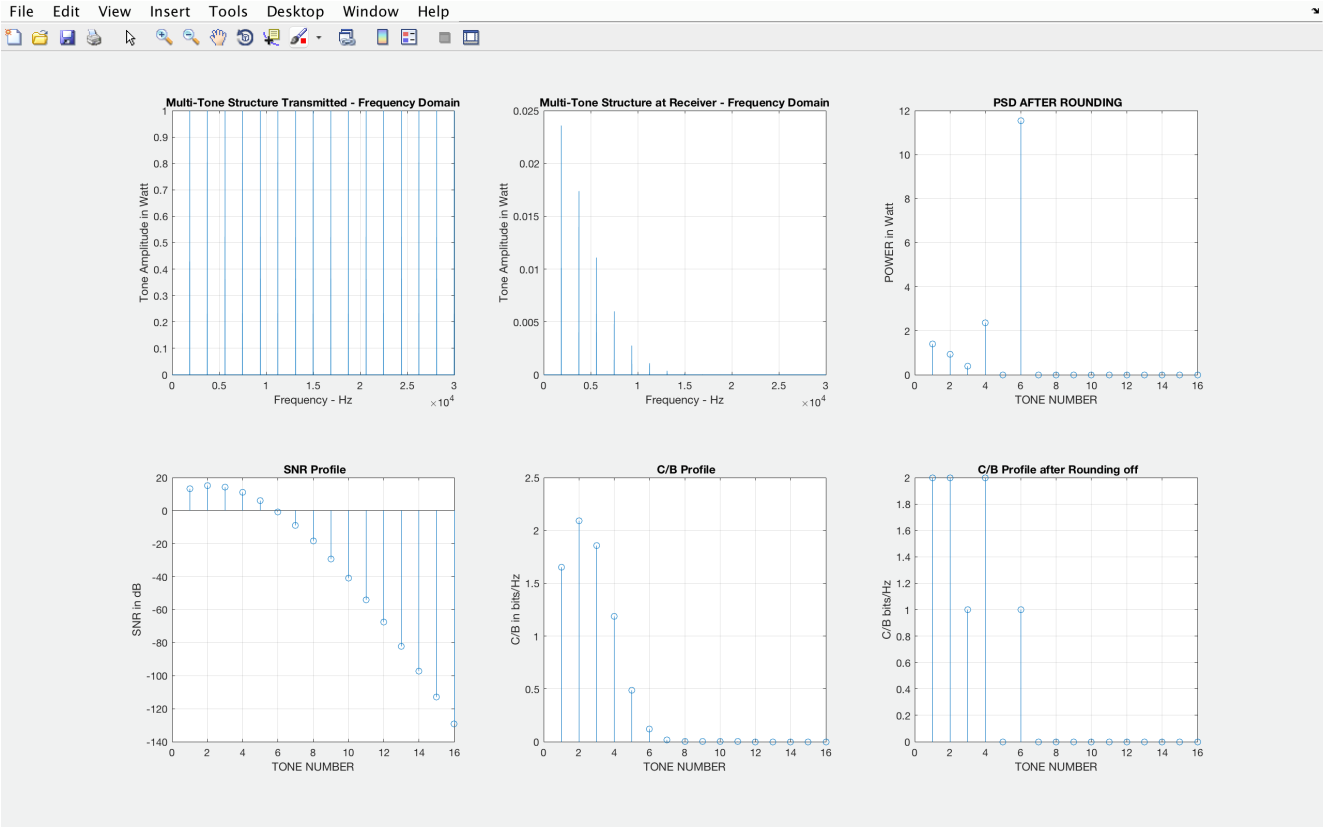 File Edit View Insert Tools Desktop Window Help
Multi-Tone Structure Transmitted - Frequency Domain
Tone Amplitude in Watt
1
0.9
0.8
0.7
0.6
0.5
0.4
0.3
0.2
0.1
0
0 0.5 1 1.5 2 2.5 3
Frequency - Hz
×10^4
Multi-Tone Structure at Receiver - Frequency Domain
Tone Amplitude in Watt
0.025
0.02
0.015
0.01
0.005
0
0 0.5 1 1.5 2 2.5 3
Frequency - Hz
×10^4
PSD AFTER ROUNDING
POWER in Watt
12
10
8
6
4
2
0
0 2 4 6 8 10 12 14 16
TONE NUMBER
SNR Profile
SNR in dB
20
0
-20
-40
-60
-80
-100
-120
-140
0 2 4 6 8 10 12 14 16
TONE NUMBER
C/B Profile
C/B in bits/Hz
2.5
2
1.5
1
0.5
0
0 2 4 6 8 10 12 14 16
TONE NUMBER
C/B Profile after Rounding off
C/B bits/Hz
2
1.8
1.6
1.4
1.2
1
0.8
0.6
0.4
0.2
0
0 2 4 6 8 10 12 14 16
TONE NUMBER